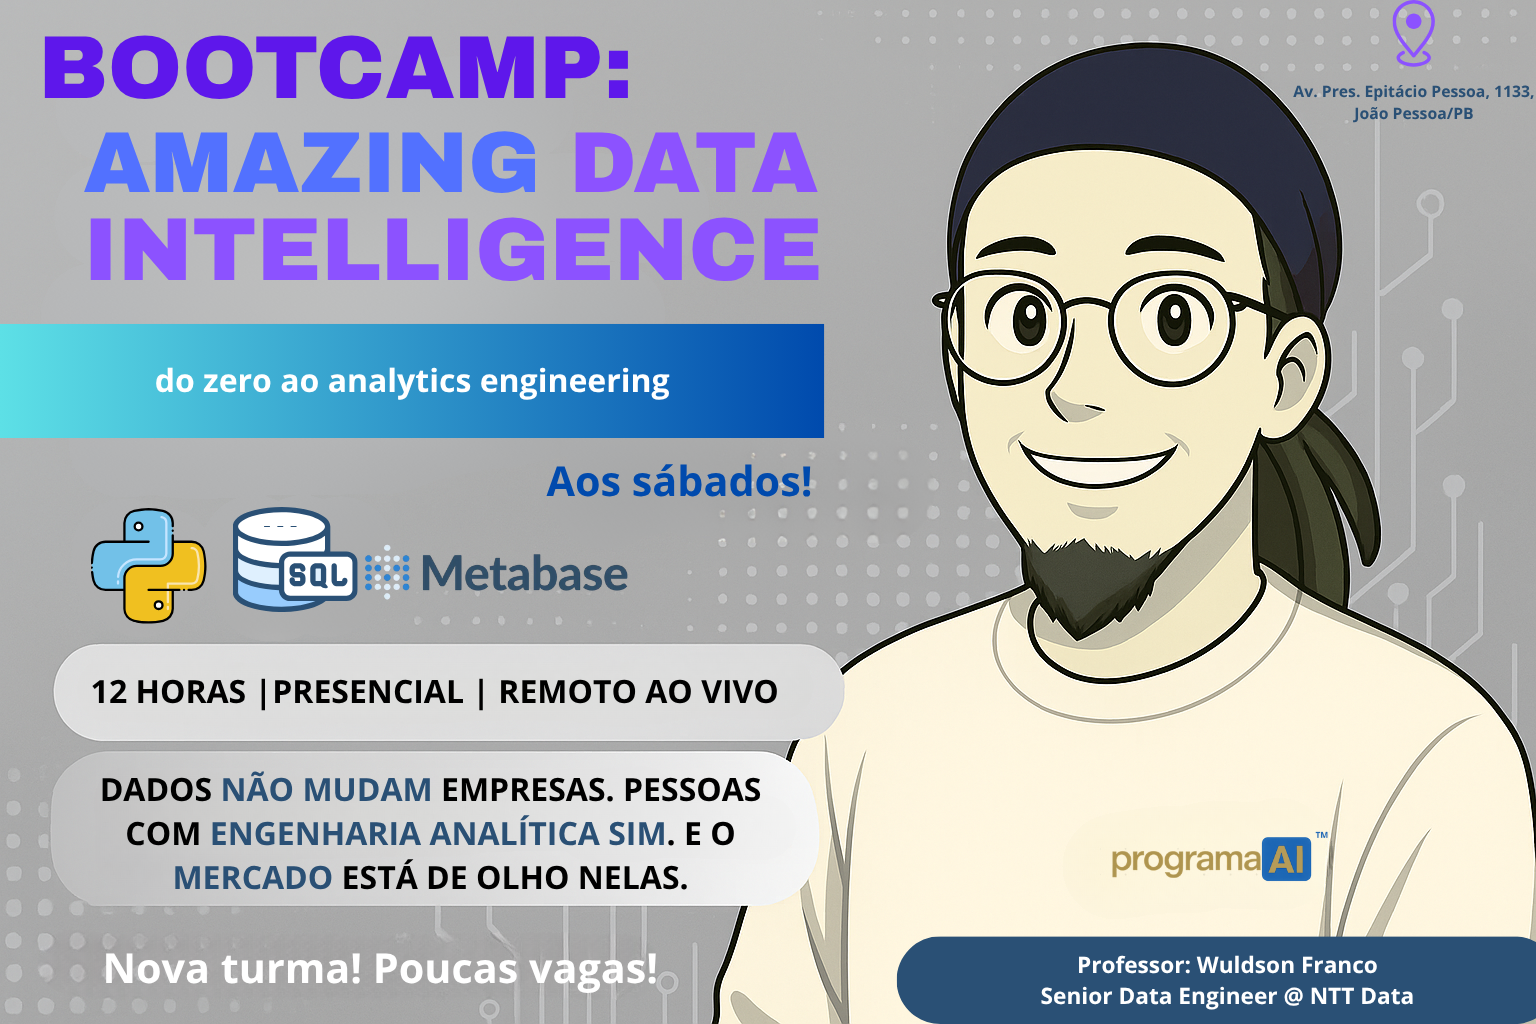 BOOTCAMP:
AMAZING DATA
INTELLIGENCE
Av. Pres. Epitácio Pessoa, 1133,
João Pessoa/PB
do zero ao analytics engineering
Aos sábados!
SQL
Metabase
12 HORAS |PRESENCIAL | REMOTO AO VIVO
DADOS NÃO MUDAM EMPRESAS. PESSOAS
COM ENGENHARIA ANALÍTICA SIM. E O
MERCADO ESTÁ DE OLHO NELAS.
programaAI™
Nova turma! Poucas vagas!
Professor: Wuldson Franco
Senior Data Engineer @ NTT Data